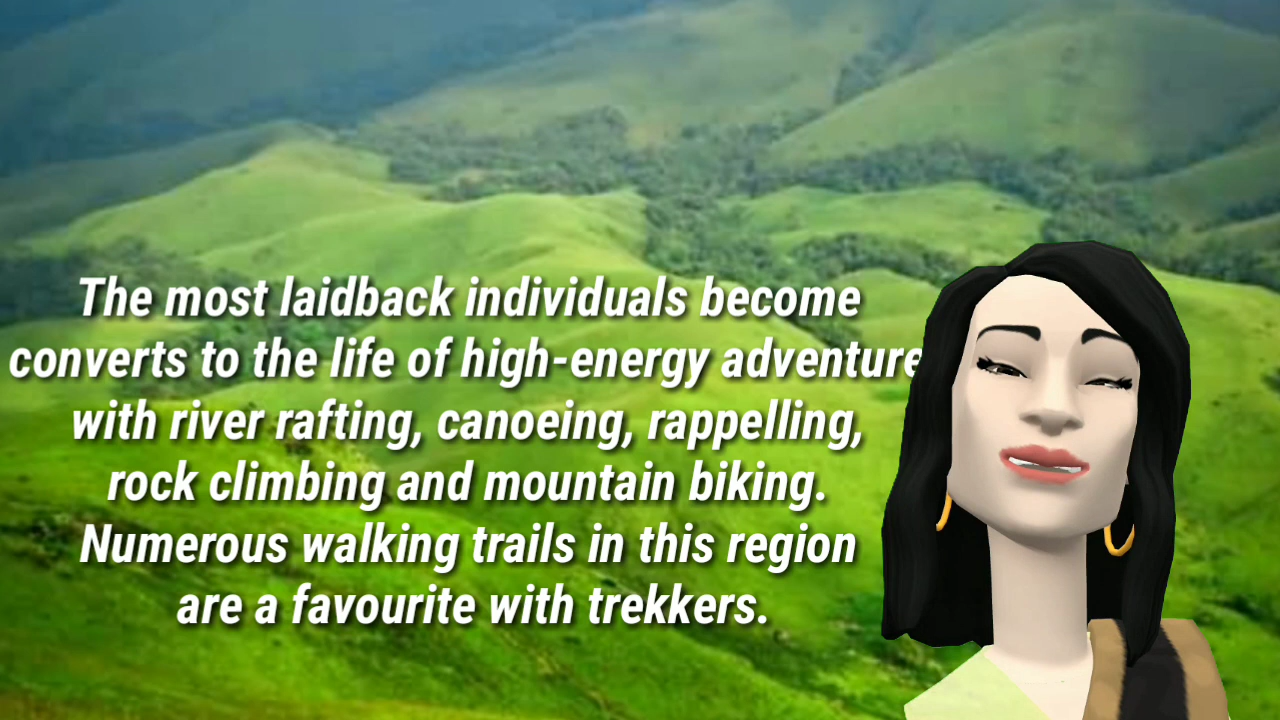 The most laidback individuals become
converts to the life of high-energy adventure
with river rafting, canoeing, rappelling,
rock climbing and mountain biking.
Numerous walking trails in this region
are a favourite with trekkers.